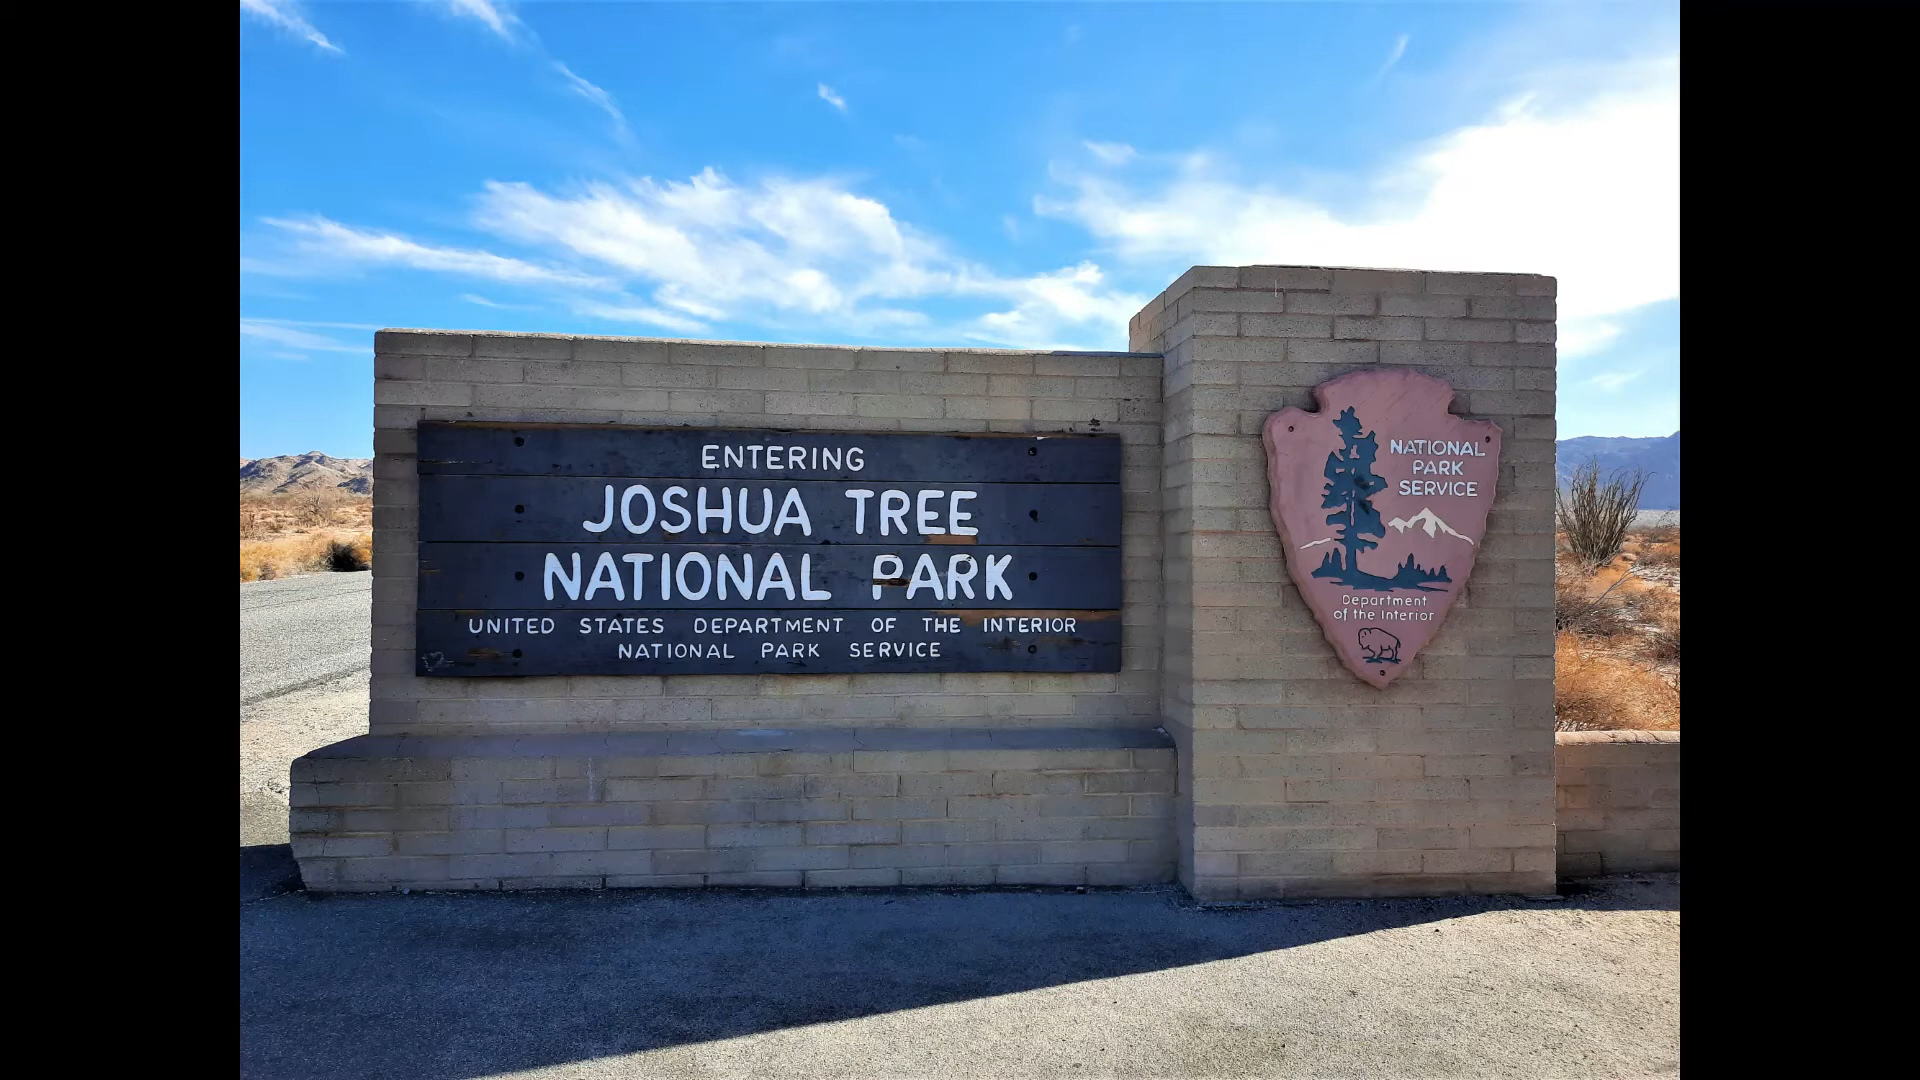 ENTERING
JOSHUA TREE
NATIONAL PARK
UNITED STATES DEPARTMENT OF THE INTERIOR
NATIONAL PARK SERVICE
NATIONAL
PARK
SERVICE
Department
of the Interior